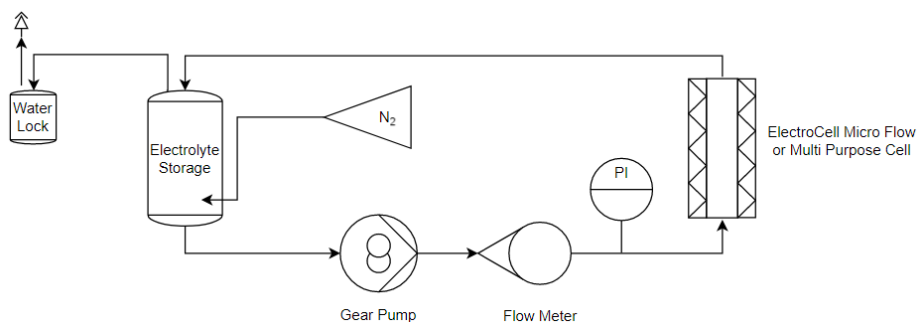 Water
Lock
Electrolyte
Storage
N₂
PI
ElectroCell Micro Flow
or Multi Purpose Cell
Gear Pump
Flow Meter